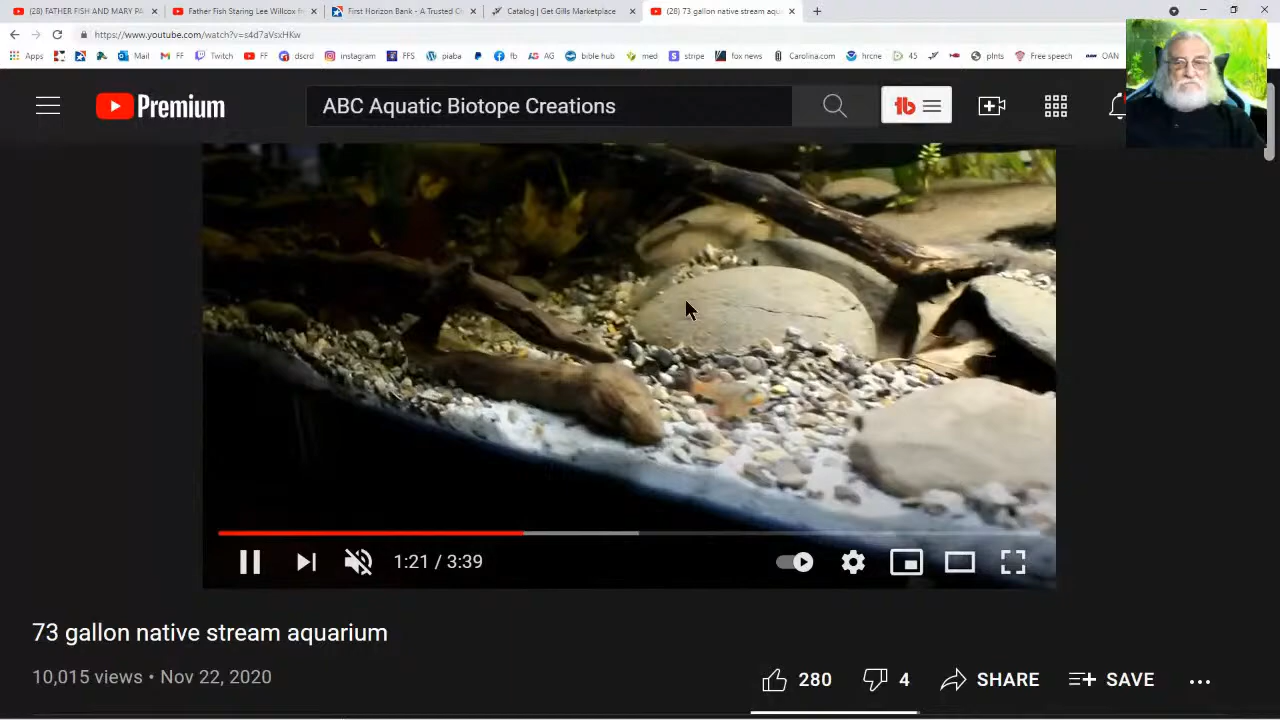 (28) FATHER FISH AND MARY PA
Father Fish Staring Lee Willcox fr
First Horizon Bank - A Trusted C
Catalog | Get Gills Marketplace
(28) 73 gallon native stream aqu
https://www.youtube.com/watch?v=s4d7aVsxHKw
Apps
Mail
FF
Twitch
FF
dscrd
instagram
FFS
piaba
fb
AG
bible hub
med
stripe
fox news
Carolina.com
hrcne
45
plnts
Free speech
OAN
Premium
ABC Aquatic Biotope Creations
1:21 / 3:39
73 gallon native stream aquarium
10,015 views • Nov 22, 2020
280
4
SHARE
SAVE